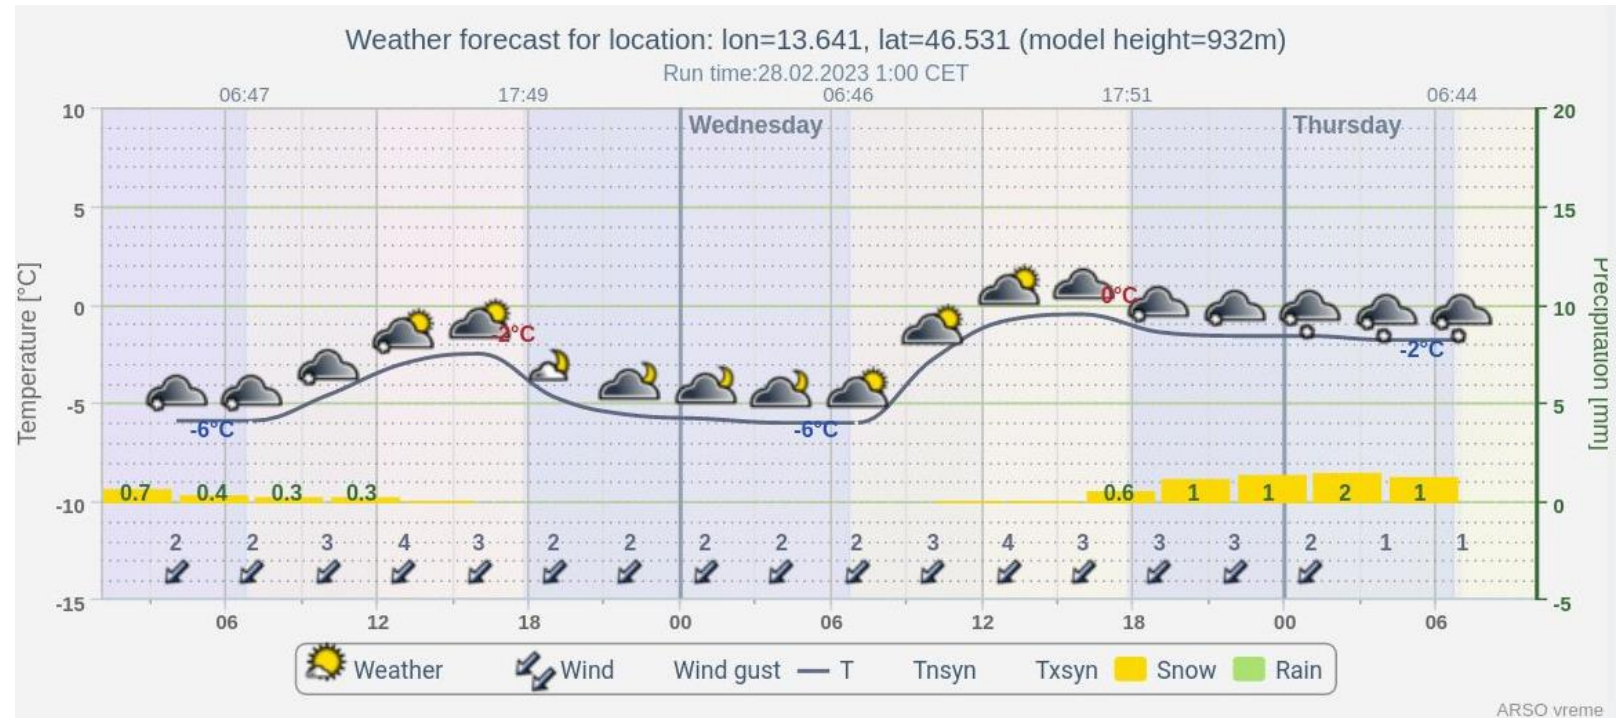 Weather forecast for location: lon=13.641, lat=46.531 (model height=932m)
Run time:28.02.2023 1:00 CET
06:47 17:49 06:46 17:51 06:44
Wednesday Thursday
Temperature [°C]
10
5
0
-5
-10
-15
Precipitation [mm]
20
15
10
5
0
-5
-6°C -2°C -6°C 0°C -2°C
0.7 0.4 0.3 0.3 0.6 1 1 2 1
2 2 3 4 3 2 2 2 2 2 3 4 3 3 3 2 1 1
06 12 18 00 06 12 18 00 06
Weather Wind Wind gust T Tnsyn Txsyn Snow Rain
ARSO vreme